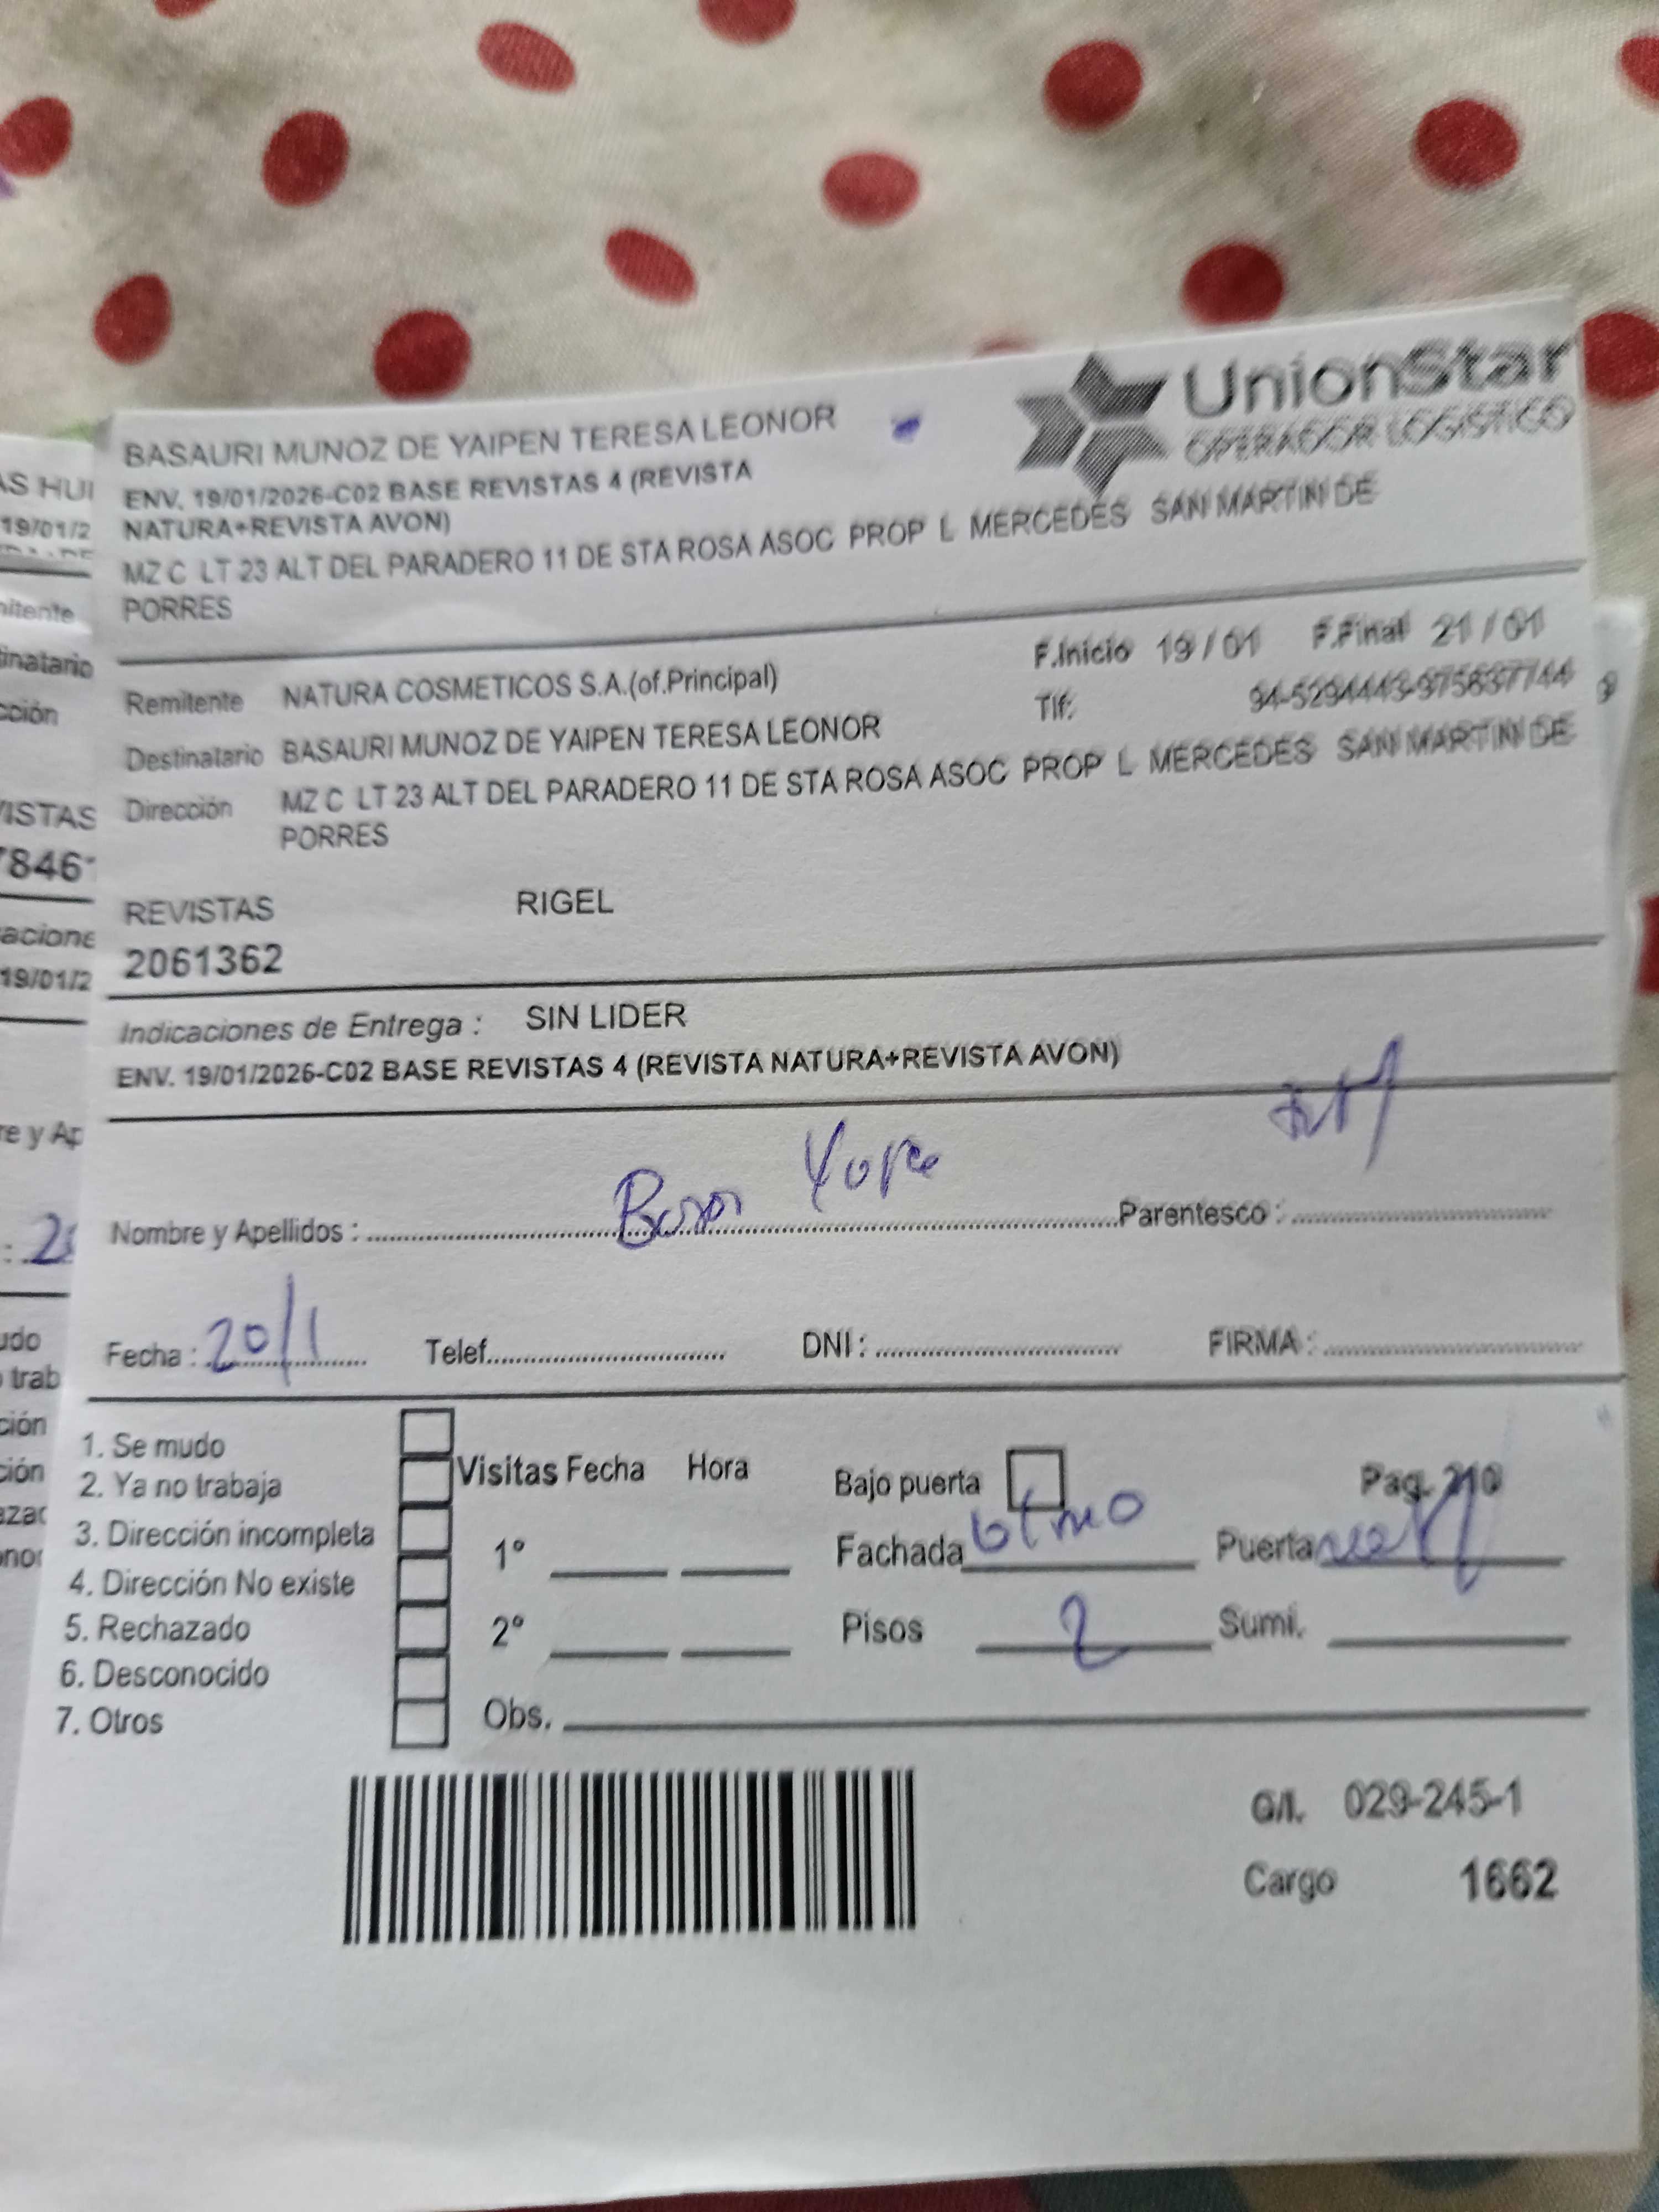 BASAURI MUNOZ DE YAIPEN TERESA LEONOR
UnionStar
OPERADOR LOGISTICO
ENV. 19/01/2026-C02 BASE REVISTAS 4 (REVISTA
NATURA+REVISTA AVON)
MZ C LT 23 ALT DEL PARADERO 11 DE STA ROSA ASOC PROP L MERCEDES SAN MARTIN DE
PORRES
F.Inicio 19 / 01 F.Final 21 / 01
Remitente NATURA COSMETICOS S.A.(of.Principal)
Tlf: 94-5294443-975637744
Destinatario BASAURI MUNOZ DE YAIPEN TERESA LEONOR
Dirección MZ C LT 23 ALT DEL PARADERO 11 DE STA ROSA ASOC PROP L MERCEDES SAN MARTIN DE
PORRES
REVISTAS RIGEL
2061362
Indicaciones de Entrega : SIN LIDER
ENV. 19/01/2026-C02 BASE REVISTAS 4 (REVISTA NATURA+REVISTA AVON)
Nombre y Apellidos : Parentesco :
Fecha : 20/1 Telef. DNI : FIRMA :
1. Se mudo
2. Ya no trabaja
3. Dirección incompleta
4. Dirección No existe
5. Rechazado
6. Desconocido
7. Otros
Visitas Fecha Hora
1°
2°
Obs.
Bajo puerta Pag. 210
Fachada Puerta
Pisos 2 Sumi.
G/I. 029-245-1
Cargo 1662